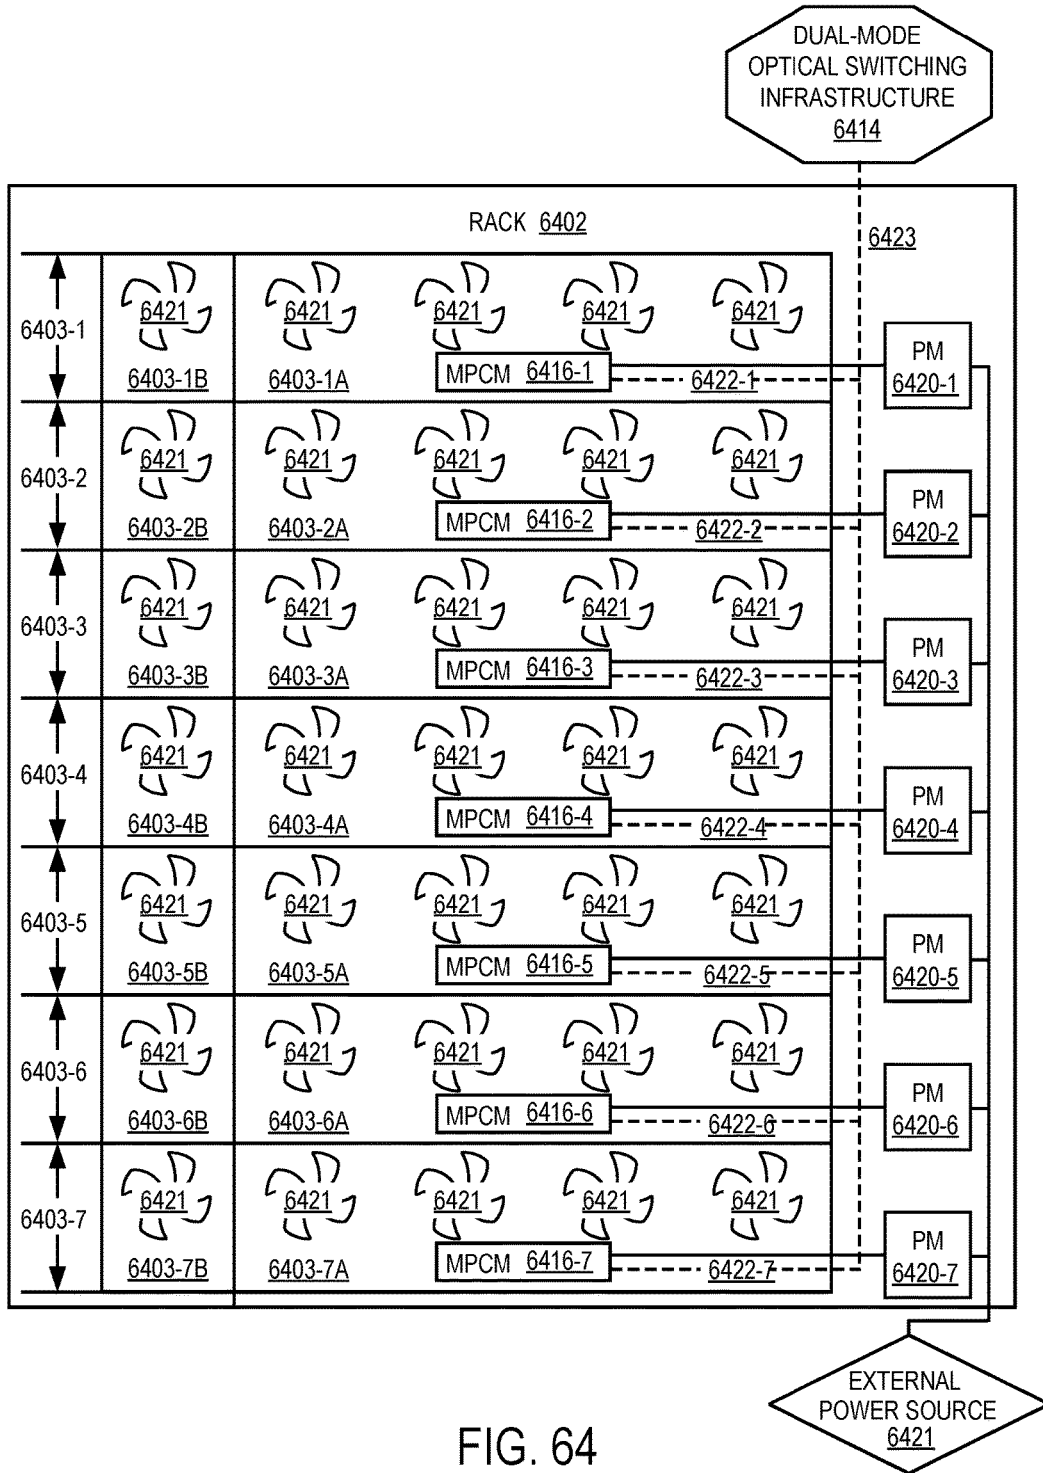 DUAL-MODE
OPTICAL SWITCHING
INFRASTRUCTURE
6414
RACK 6402
6423
6403-1
6421 6421 6421 6421 6421
6403-1B 6403-1A MPCM 6416-1 6422-1
PM
6420-1
6403-2
6421 6421 6421 6421 6421
6403-2B 6403-2A MPCM 6416-2 6422-2
PM
6420-2
6403-3
6421 6421 6421 6421 6421
6403-3B 6403-3A MPCM 6416-3 6422-3
PM
6420-3
6403-4
6421 6421 6421 6421 6421
6403-4B 6403-4A MPCM 6416-4 6422-4
PM
6420-4
6403-5
6421 6421 6421 6421 6421
6403-5B 6403-5A MPCM 6416-5 6422-5
PM
6420-5
6403-6
6421 6421 6421 6421 6421
6403-6B 6403-6A MPCM 6416-6 6422-6
PM
6420-6
6403-7
6421 6421 6421 6421 6421
6403-7B 6403-7A MPCM 6416-7 6422-7
PM
6420-7
EXTERNAL
POWER SOURCE
6421
FIG. 64